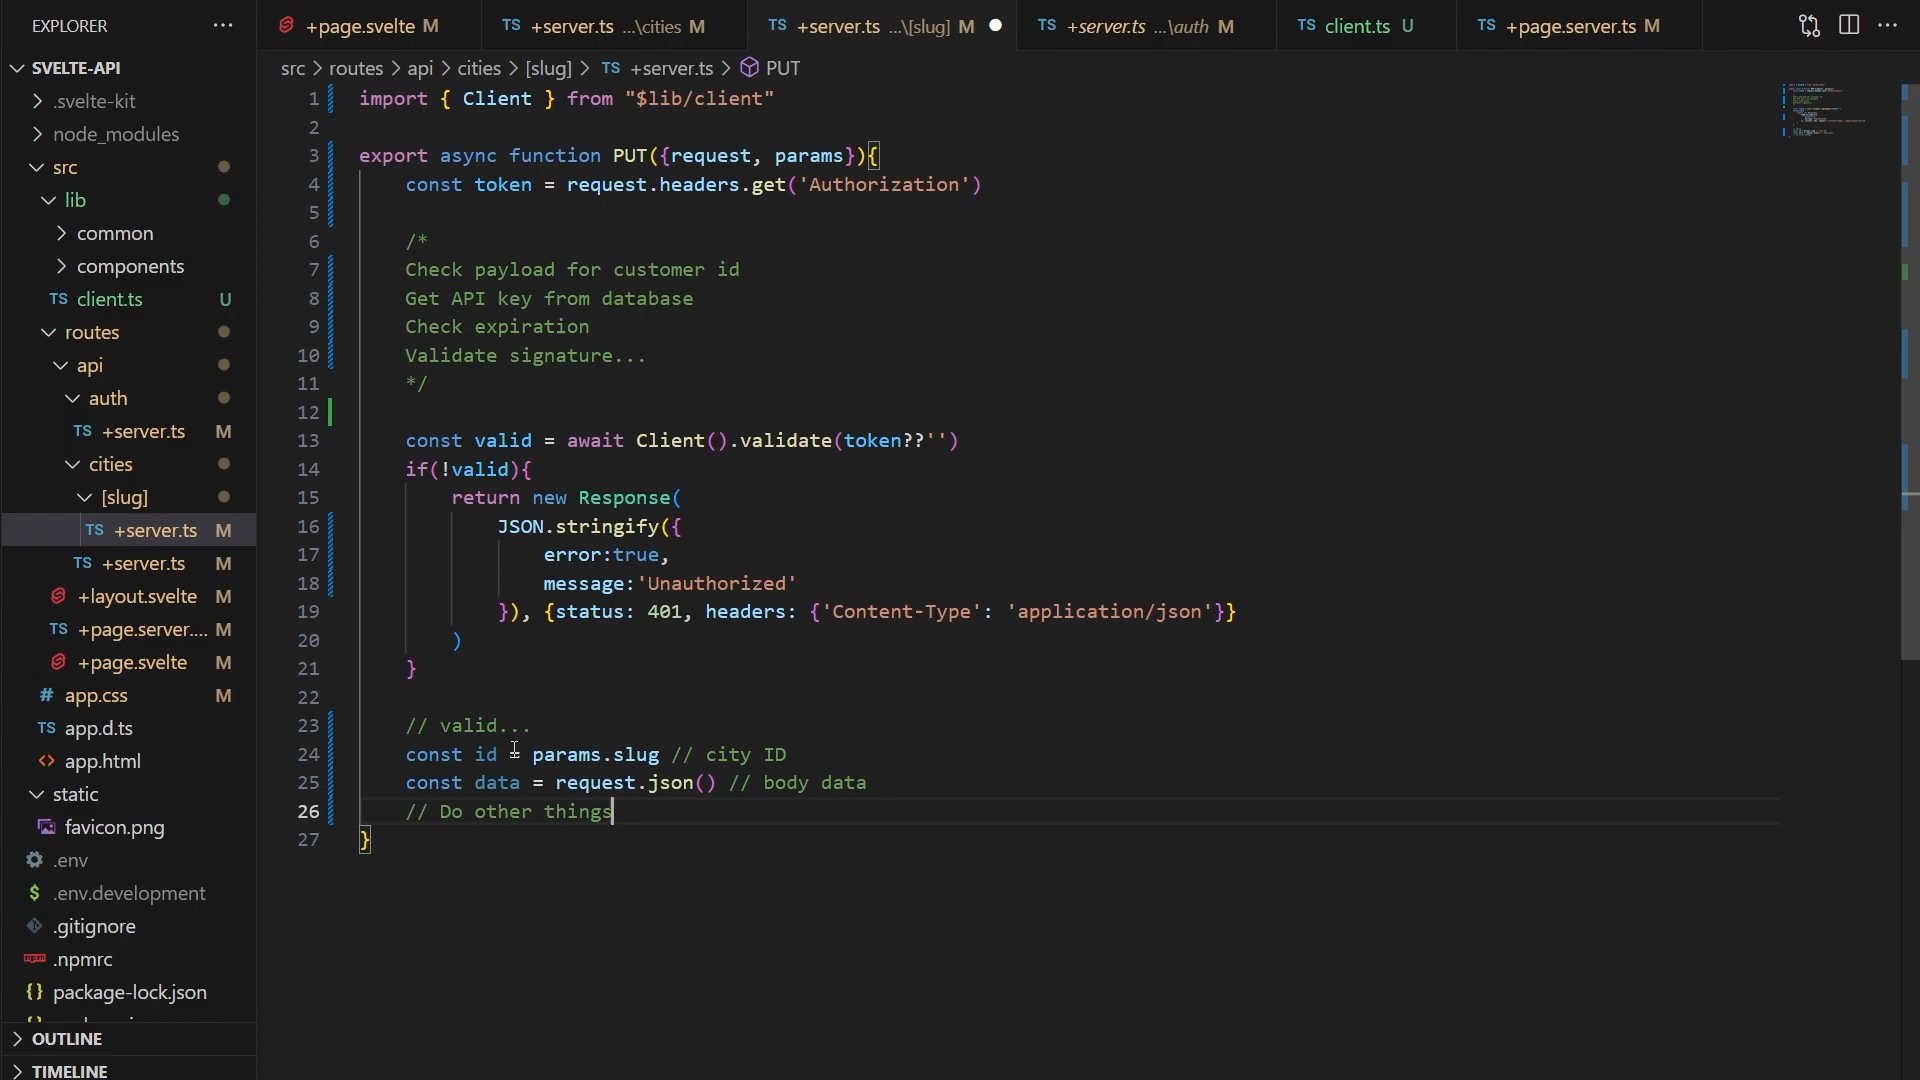 EXPLORER
SVELTE-API
.svelte-kit
node_modules
src
lib
common
components
TS client.ts U
routes
api
auth
TS +server.ts M
cities
[slug]
TS +server.ts M
TS +server.ts M
+layout.svelte M
TS +page.server.... M
+page.svelte M
# app.css M
TS app.d.ts
<> app.html
static
favicon.png
.env
$ .env.development
.gitignore
npm .npmrc
{} package-lock.json
OUTLINE
TIMELINE
+page.svelte M
TS +server.ts ...\cities M
TS +server.ts ...\[slug] M
TS +server.ts ...\auth M
TS client.ts U
TS +page.server.ts M
src > routes > api > cities > [slug] > TS +server.ts > PUT
1 import { Client } from "$lib/client"
2
3 export async function PUT({request, params}){
4 const token = request.headers.get('Authorization')
5
6 /*
7 Check payload for customer id
8 Get API key from database
9 Check expiration
10 Validate signature...
11 */
12
13 const valid = await Client().validate(token??'')
14 if(!valid){
15 return new Response(
16 JSON.stringify({
17 error:true,
18 message:'Unauthorized'
19 }), {status: 401, headers: {'Content-Type': 'application/json'}}
20 )
21 }
22
23 // valid...
24 const id = params.slug // city ID
25 const data = request.json() // body data
26 // Do other things
27 }